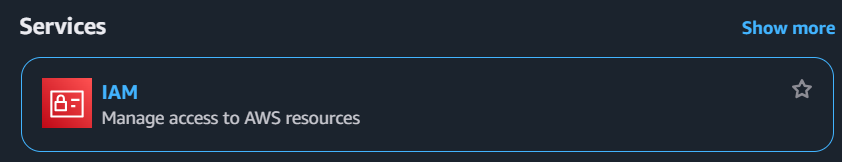 Services
Show more
IAM
Manage access to AWS resources